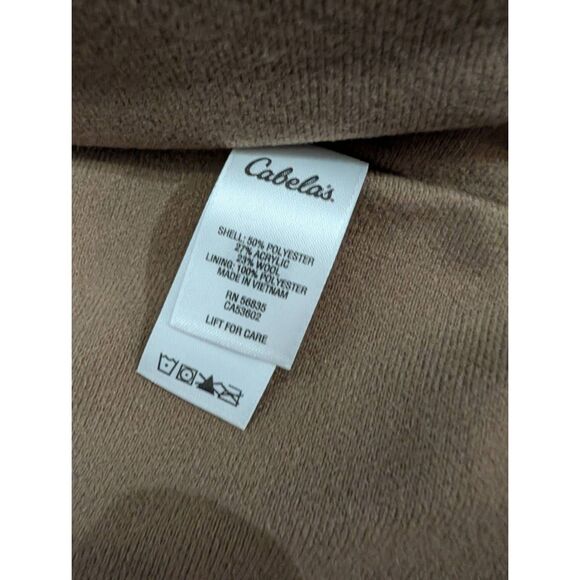 Cabela's
SHELL: 50% POLYESTER
27% ACRYLIC
23% WOOL
LINING: 100% POLYESTER
MADE IN VIETNAM
RN 56835
CA53602
LIFT FOR CARE